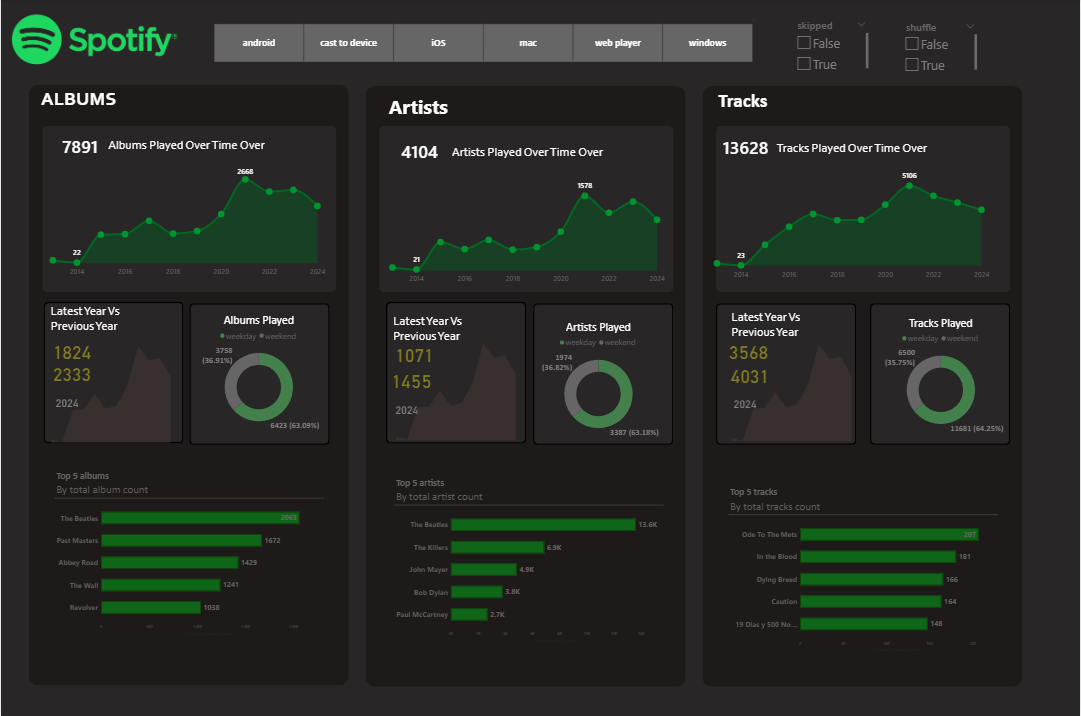 Spotify
android
cast to device
iOS
mac
web player
windows
skipped
False
True
shuffle
False
True
ALBUMS
7891 Albums Played Over Time Over
2668
22
2014 2016 2018 2020 2022 2024
Latest Year Vs
Previous Year
1824
2333
2024
Albums Played
weekday weekend
3758
(36.91%)
6423 (63.09%)
Top 5 albums
By total album count
The Beatles 2063
Past Masters 1672
Abbey Road 1429
The Wall 1241
Revolver 1038
Artists
4104 Artists Played Over Time Over
1578
21
2014 2016 2018 2020 2022 2024
Latest Year Vs
Previous Year
1071
1455
2024
Artists Played
weekday weekend
1974
(36.82%)
3387 (63.18%)
Top 5 artists
By total artist count
The Beatles 13.6K
The Killers 6.9K
John Mayer 4.9K
Bob Dylan 3.8K
Paul McCartney 2.7K
Tracks
13628 Tracks Played Over Time Over
5106
23
2014 2016 2018 2020 2022 2024
Latest Year Vs
Previous Year
3568
4031
2024
Tracks Played
weekday weekend
6500
(35.75%)
11681 (64.25%)
Top 5 tracks
By total tracks count
Ode To The Mets 207
In the Blood 181
Dying Breed 166
Caution 164
19 Dias y 500 No... 148